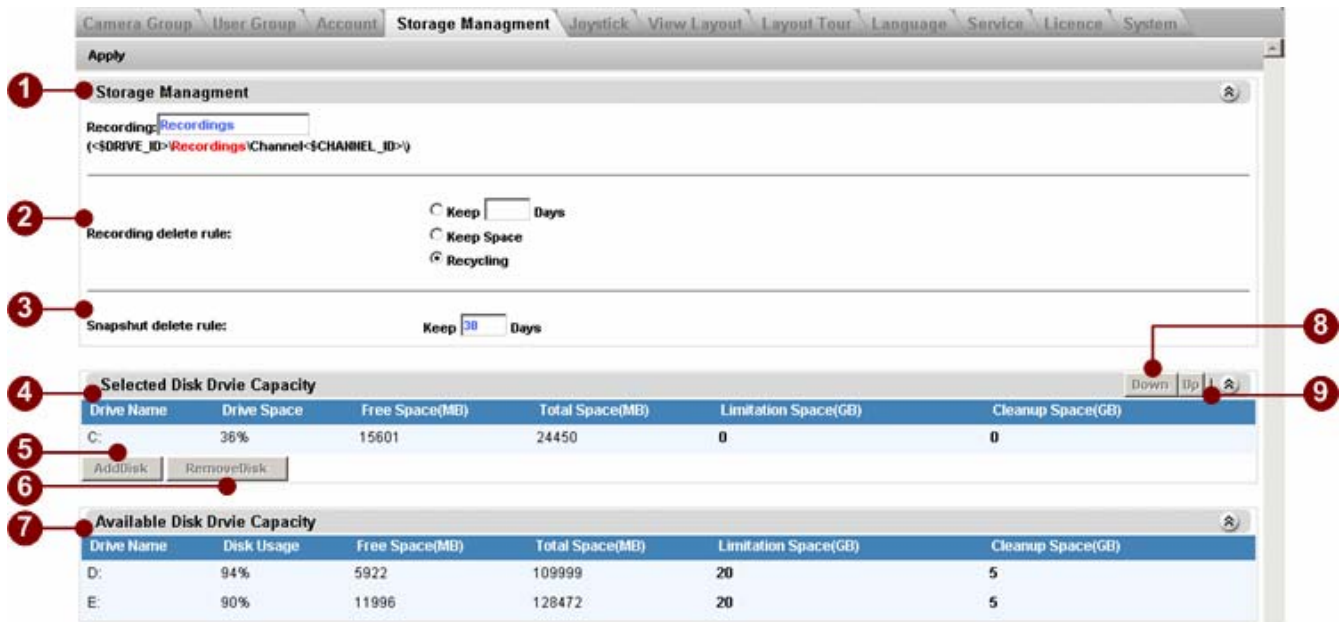 Camera Group User Group Account Storage Managment Joystick View Layout Layout Tour Language Service Licence System
Apply
1 Storage Managment
Recording: Recordings
(<$DRIVE_ID>\Recordings\Channel<$CHANNEL_ID>\)
2
Keep Days
Recording delete rule: Keep Space
Recycling
3
Snapshut delete rule: Keep 30 Days
8
4 Selected Disk Drvie Capacity Down Up 9
Drive Name Drive Space Free Space(MB) Total Space(MB) Limitation Space(GB) Cleanup Space(GB)
C: 36% 15601 24450 0 0
5
AddDisk RemoveDisk
6
7 Available Disk Drvie Capacity
Drive Name Disk Usage Free Space(MB) Total Space(MB) Limitation Space(GB) Cleanup Space(GB)
D: 94% 5922 109999 20 5
E: 90% 11996 128472 20 5